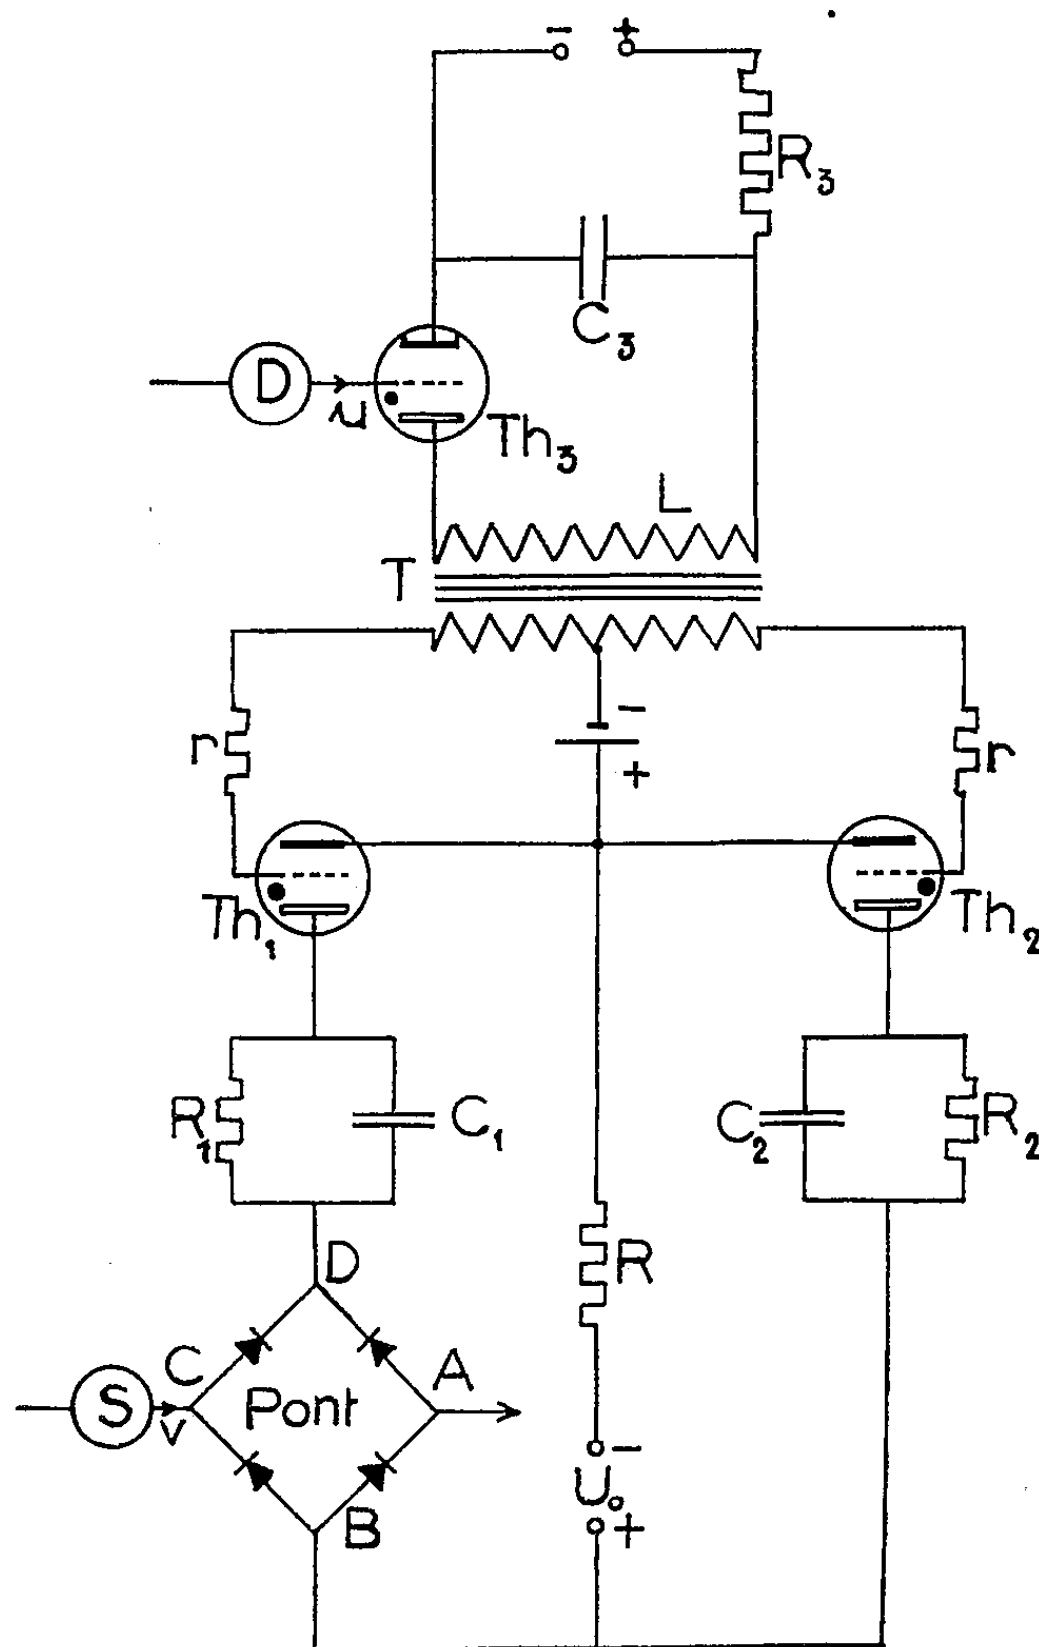 - +
R3
C3
D
u
Th3
L
T
-
+
r
r
Th1
Th2
R1
C1
C2
R2
D
R
C
A
S
v
Pont
-
U0
+
B